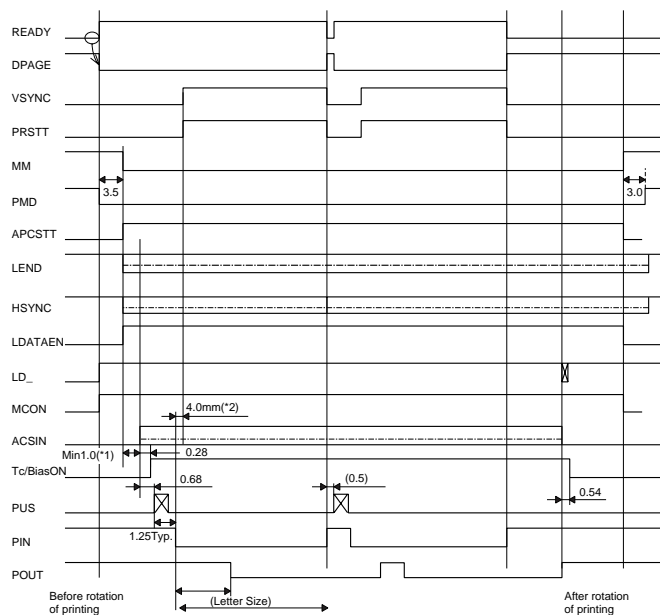 READY
DPAGE
VSYNC
PRSTT
MM
3.5
3.0
PMD
APCSTT
LEND
HSYNC
LDATAEN
LD_
MCON
4.0mm(*2)
ACSIN
Min1.0(*1)
0.28
Tc/BiasON
0.68
(0.5)
0.54
PUS
PIN
1.25Typ.
POUT
Before rotation
of printing
(Letter Size)
After rotation
of printing